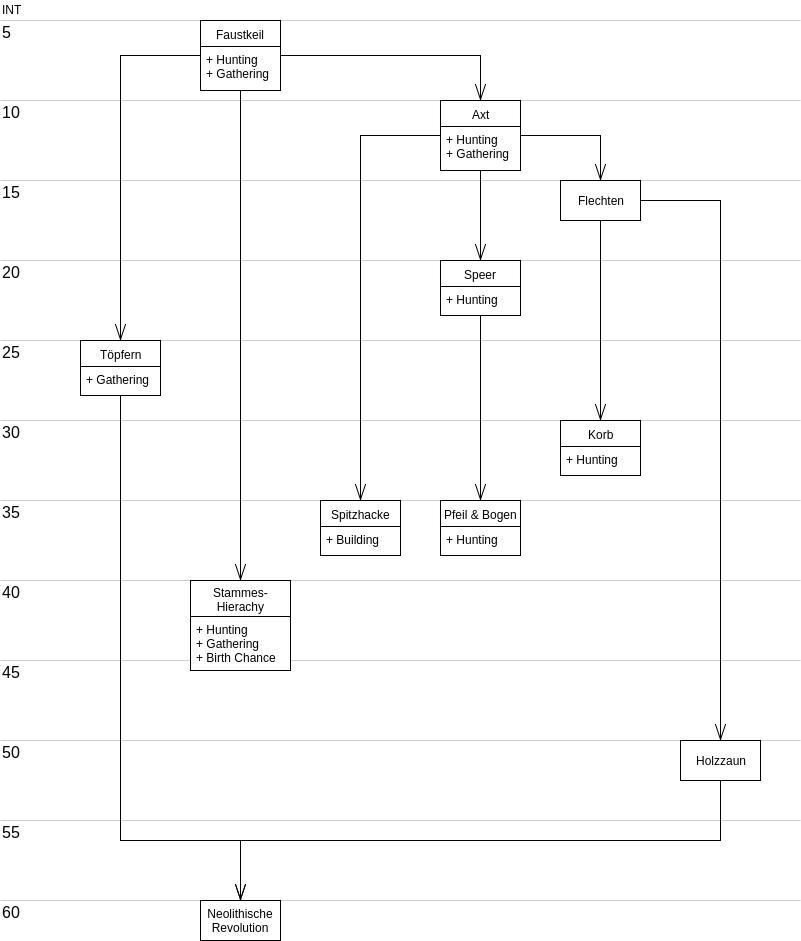 INT
5
Faustkeil
+ Hunting
+ Gathering
10
Axt
+ Hunting
+ Gathering
15
Flechten
20
Speer
+ Hunting
25
Töpfern
+ Gathering
30
Korb
+ Hunting
35
Spitzhacke
+ Building
Pfeil & Bogen
+ Hunting
40
Stammes-
Hierachy
+ Hunting
+ Gathering
+ Birth Chance
45
50
Holzzaun
55
60
Neolithische
Revolution